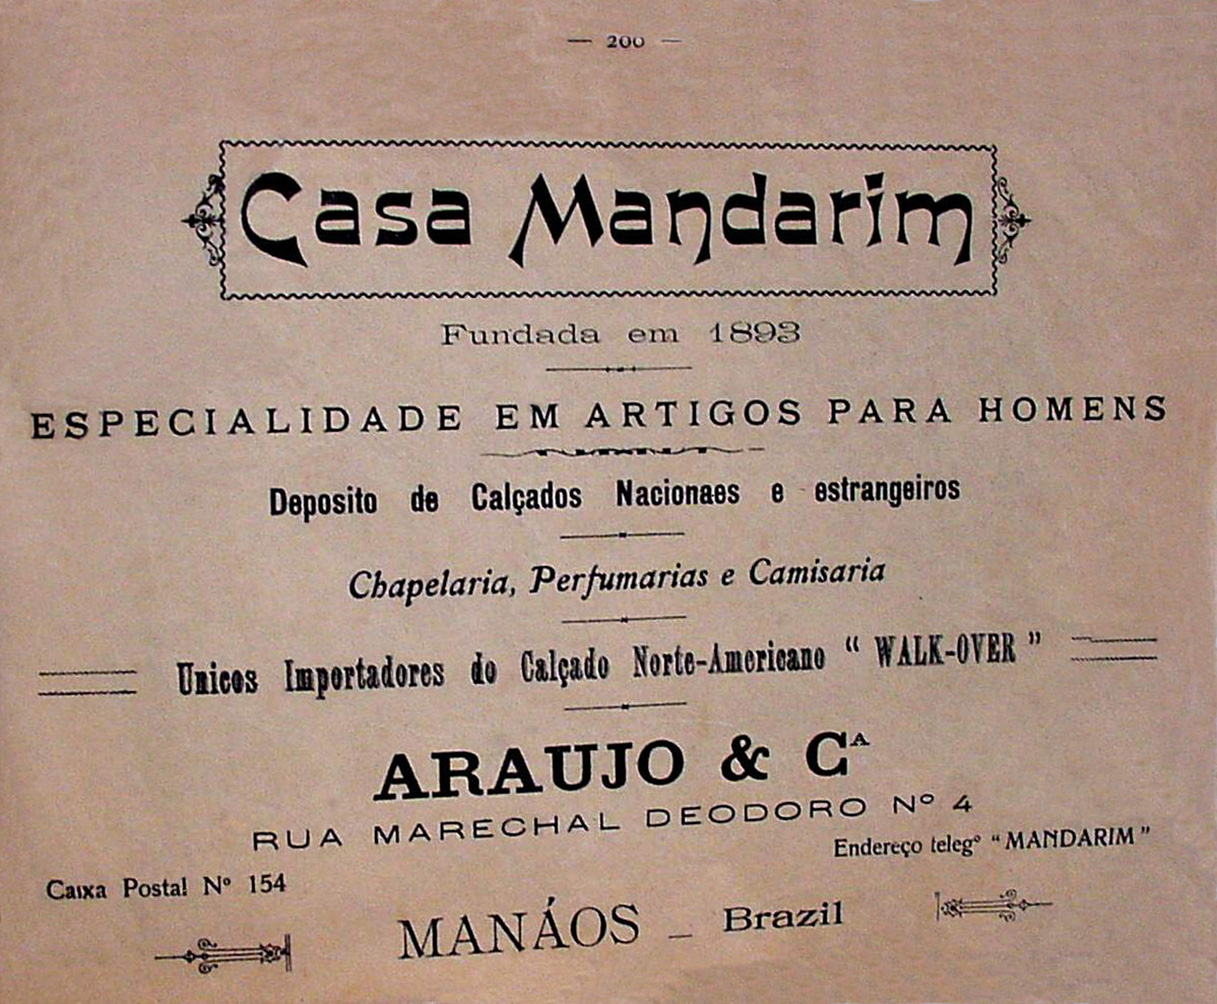 — 200 —
Casa Mandarim
Fundada em 1893
ESPECIALIDADE EM ARTIGOS PARA HOMENS
Deposito de Calçados Nacionaes e estrangeiros
Chapelaria, Perfumarias e Camisaria
Unicos Importadores do Calçado Norte-Americano “ WALK-OVER ”
ARAUJO & Cᴬ
RUA MARECHAL DEODORO Nº 4
Endereço telegº “ MANDARIM ”
Caixa Postal Nº 154
MANÁOS _ Brazil